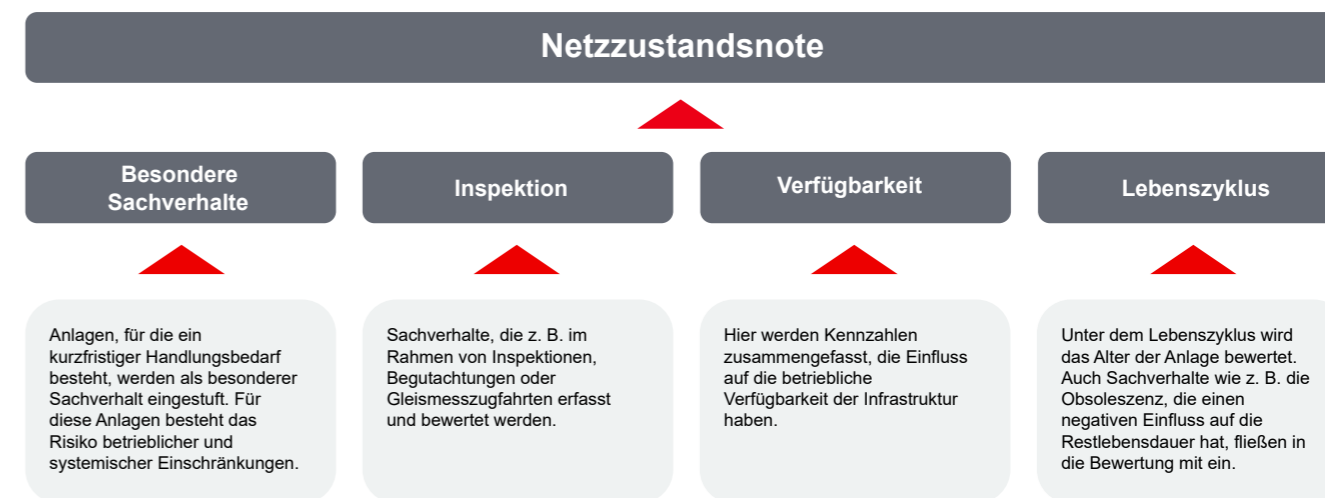 Netzzustandsnote
Besondere
Sachverhalte
Inspektion
Verfügbarkeit
Lebenszyklus
Anlagen, für die ein
kurzfristiger Handlungsbedarf
besteht, werden als besonderer
Sachverhalt eingestuft. Für
diese Anlagen besteht das
Risiko betrieblicher und
systemischer Einschränkungen.
Sachverhalte, die z. B. im
Rahmen von Inspektionen,
Begutachtungen oder
Gleismesszugfahrten erfasst
und bewertet werden.
Hier werden Kennzahlen
zusammengefasst, die Einfluss
auf die betriebliche
Verfügbarkeit der Infrastruktur
haben.
Unter dem Lebenszyklus wird
das Alter der Anlage bewertet.
Auch Sachverhalte wie z. B. die
Obsoleszenz, die einen
negativen Einfluss auf die
Restlebensdauer hat, fließen in
die Bewertung mit ein.